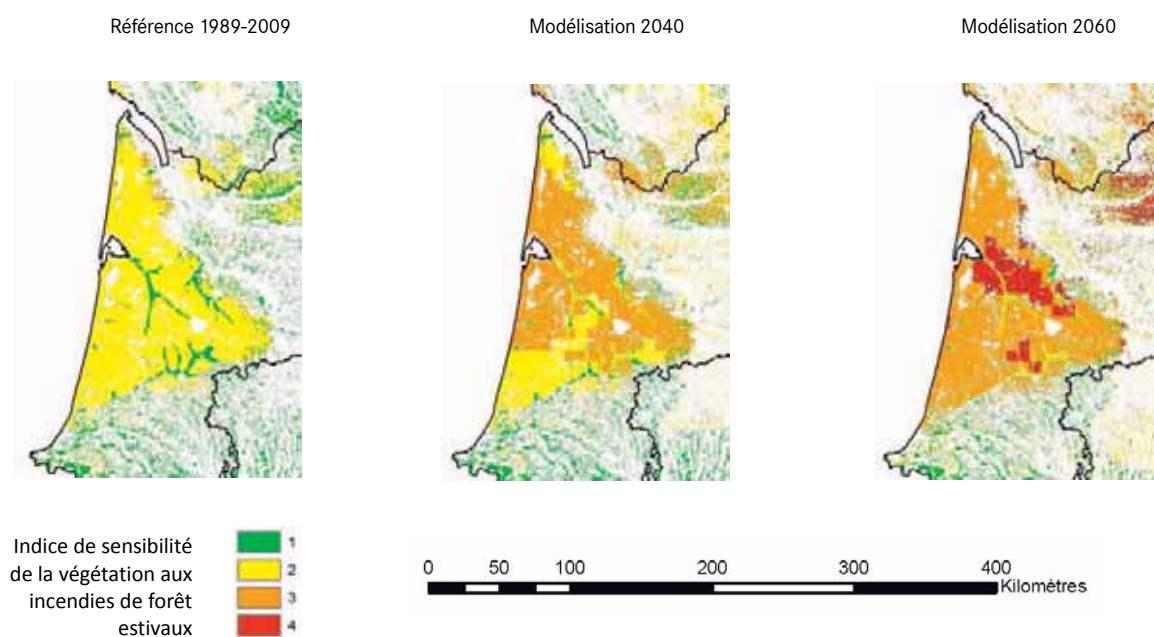 Référence 1989-2009
Modélisation 2040
Modélisation 2060
Indice de sensibilité
de la végétation aux
incendies de forêt
estivaux
1
2
3
4
0 50 100 200 300 400
Kilomètres